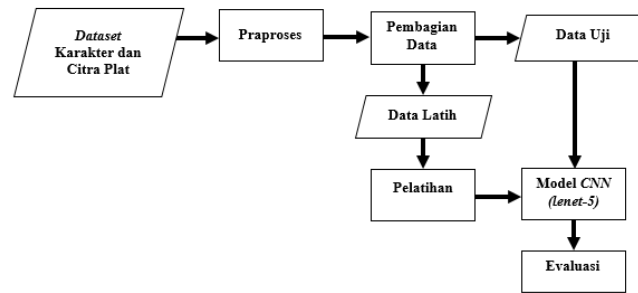 Dataset
Karakter dan
Citra Plat
Praproses
Pembagian
Data
Data Uji
Data Latih
Pelatihan
Model CNN
(lenet-5)
Evaluasi